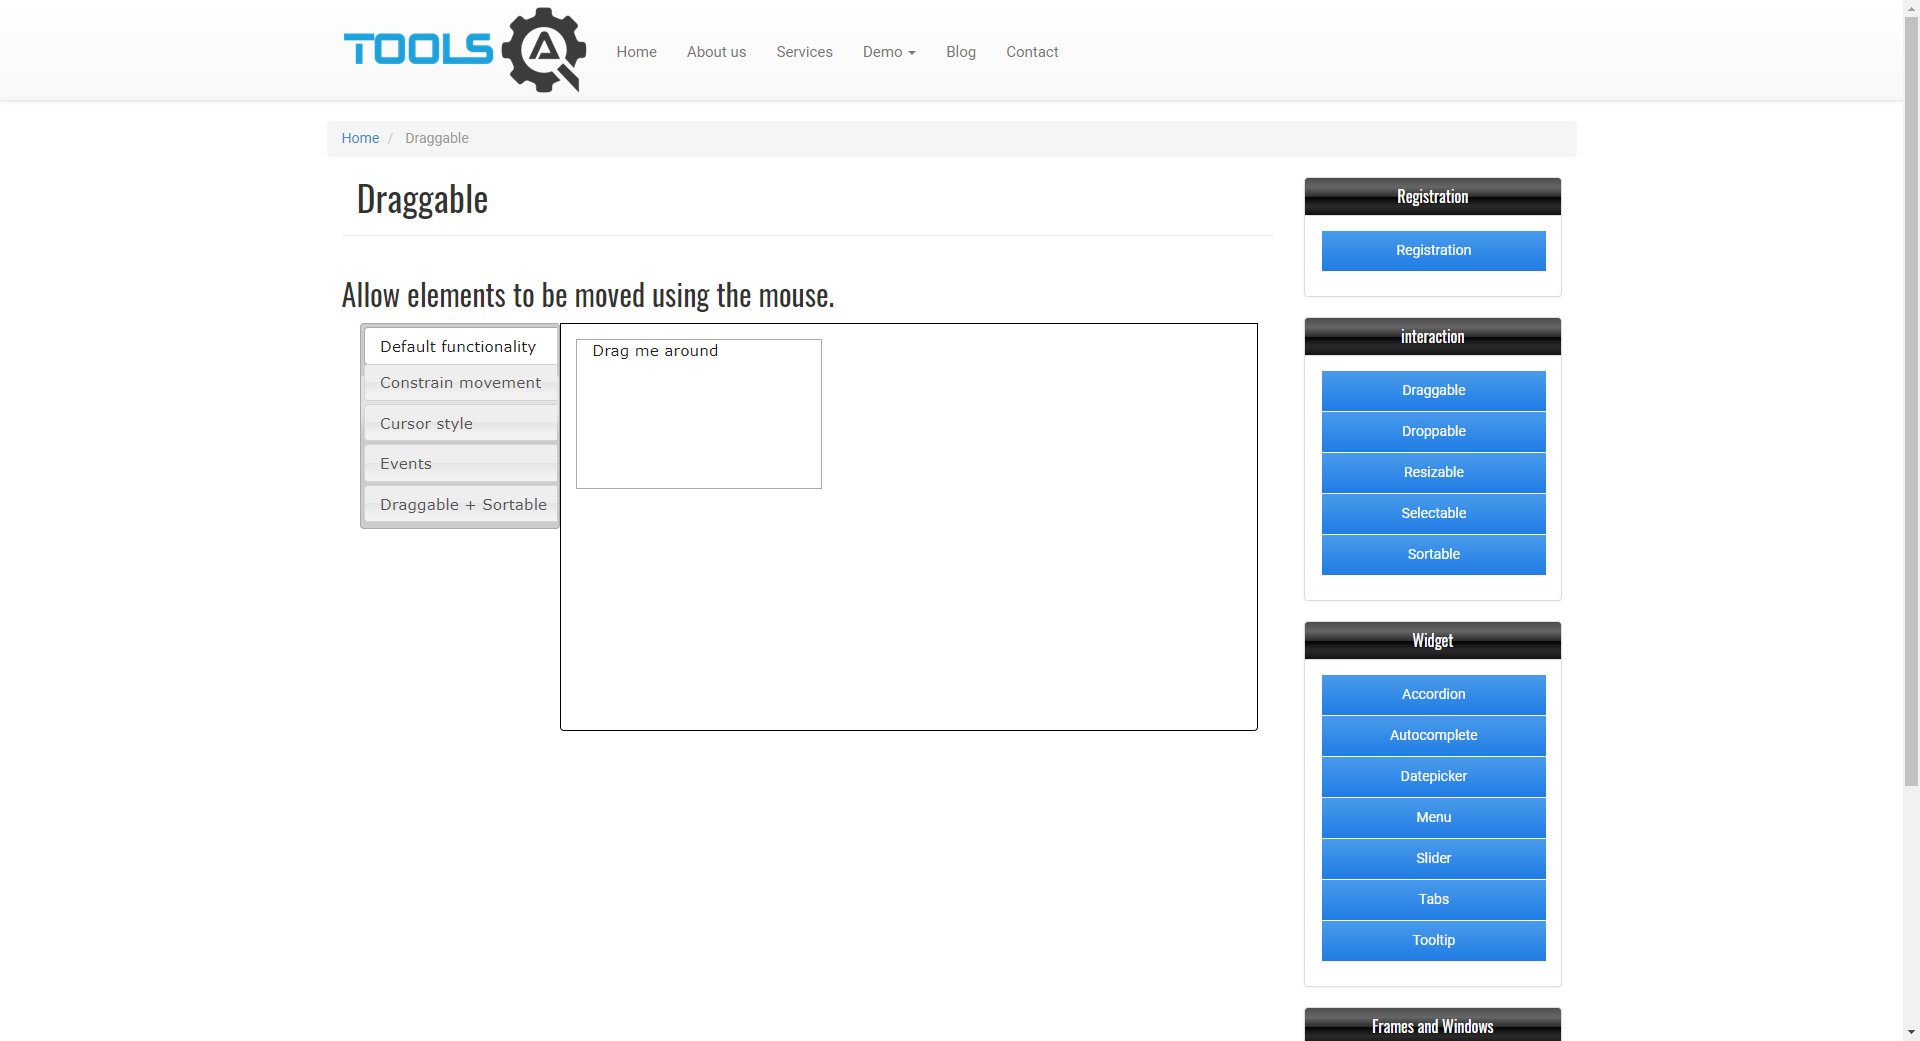 TOOLS QA
Home About us Services Demo Blog Contact
Home / Draggable
Draggable
Allow elements to be moved using the mouse.
Default functionality
Constrain movement
Cursor style
Events
Draggable + Sortable
Drag me around
Registration
Registration
interaction
Draggable
Droppable
Resizable
Selectable
Sortable
Widget
Accordion
Autocomplete
Datepicker
Menu
Slider
Tabs
Tooltip
Frames and Windows